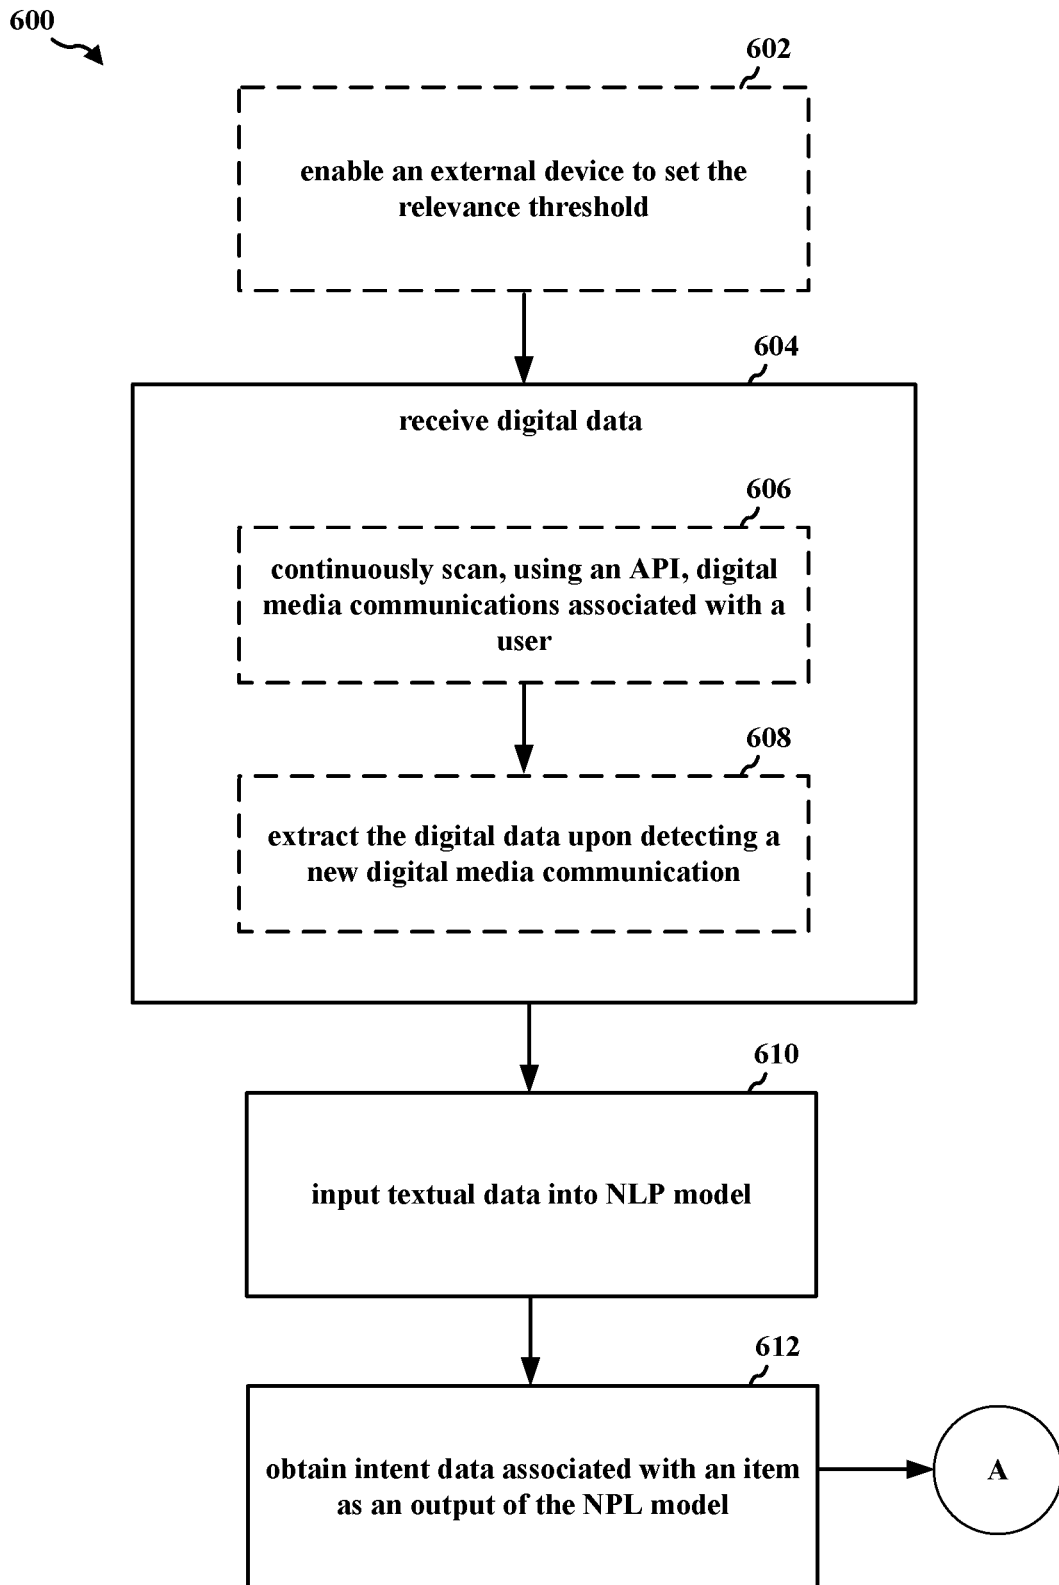 600
602
enable an external device to set the
relevance threshold
604
receive digital data
606
continuously scan, using an API, digital
media communications associated with a
user
608
extract the digital data upon detecting a
new digital media communication
610
input textual data into NLP model
612
obtain intent data associated with an item
as an output of the NPL model
A